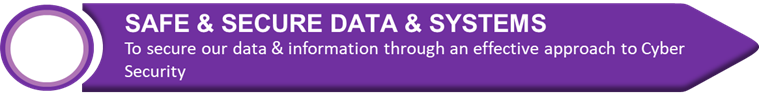 SAFE & SECURE DATA & SYSTEMS
To secure our data & information through an effective approach to Cyber
Security